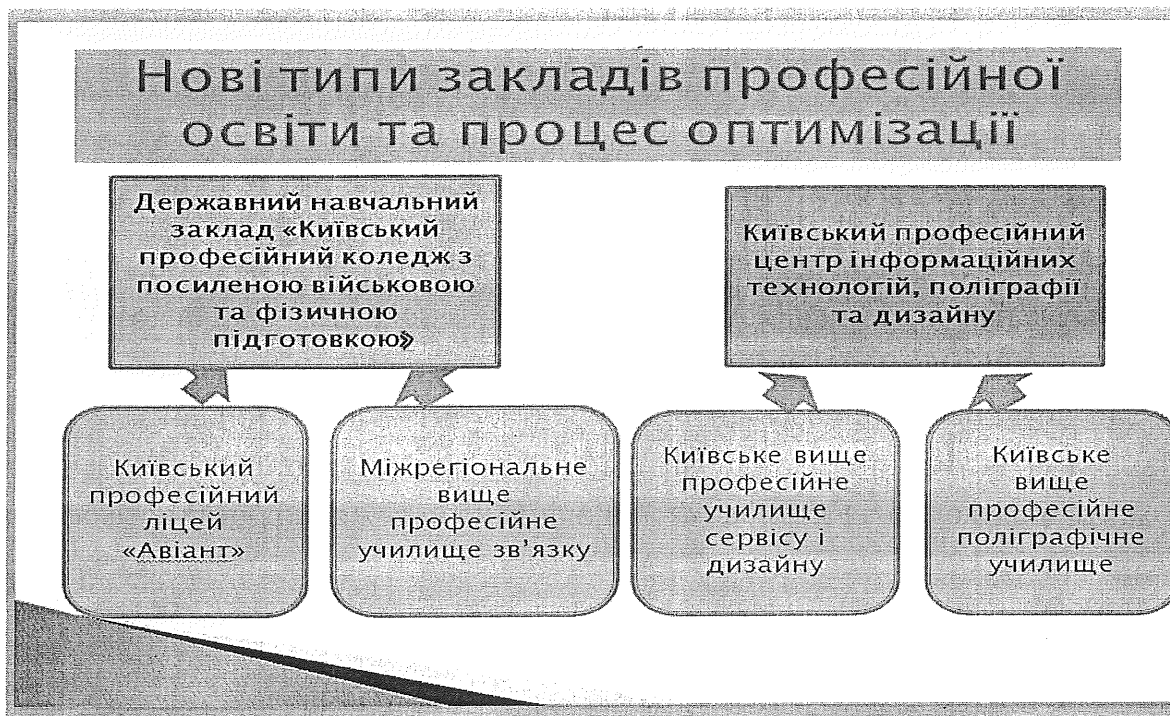 Нові типи закладів професійної
освіти та процес оптимізації
Державний навчальний
заклад «Київський
професійний коледж з
посиленою військовою
та фізичною
підготовкою»
Київський професійний
центр інформаційних
технологій, поліграфії
та дизайну
Київський
професійний
ліцей
«Авіант»
Міжрегіональне
вище
професійне
училище зв’язку
Київське вище
професійне
училище
сервісу і
дизайну
Київське
вище
професійне
поліграфічне
училище